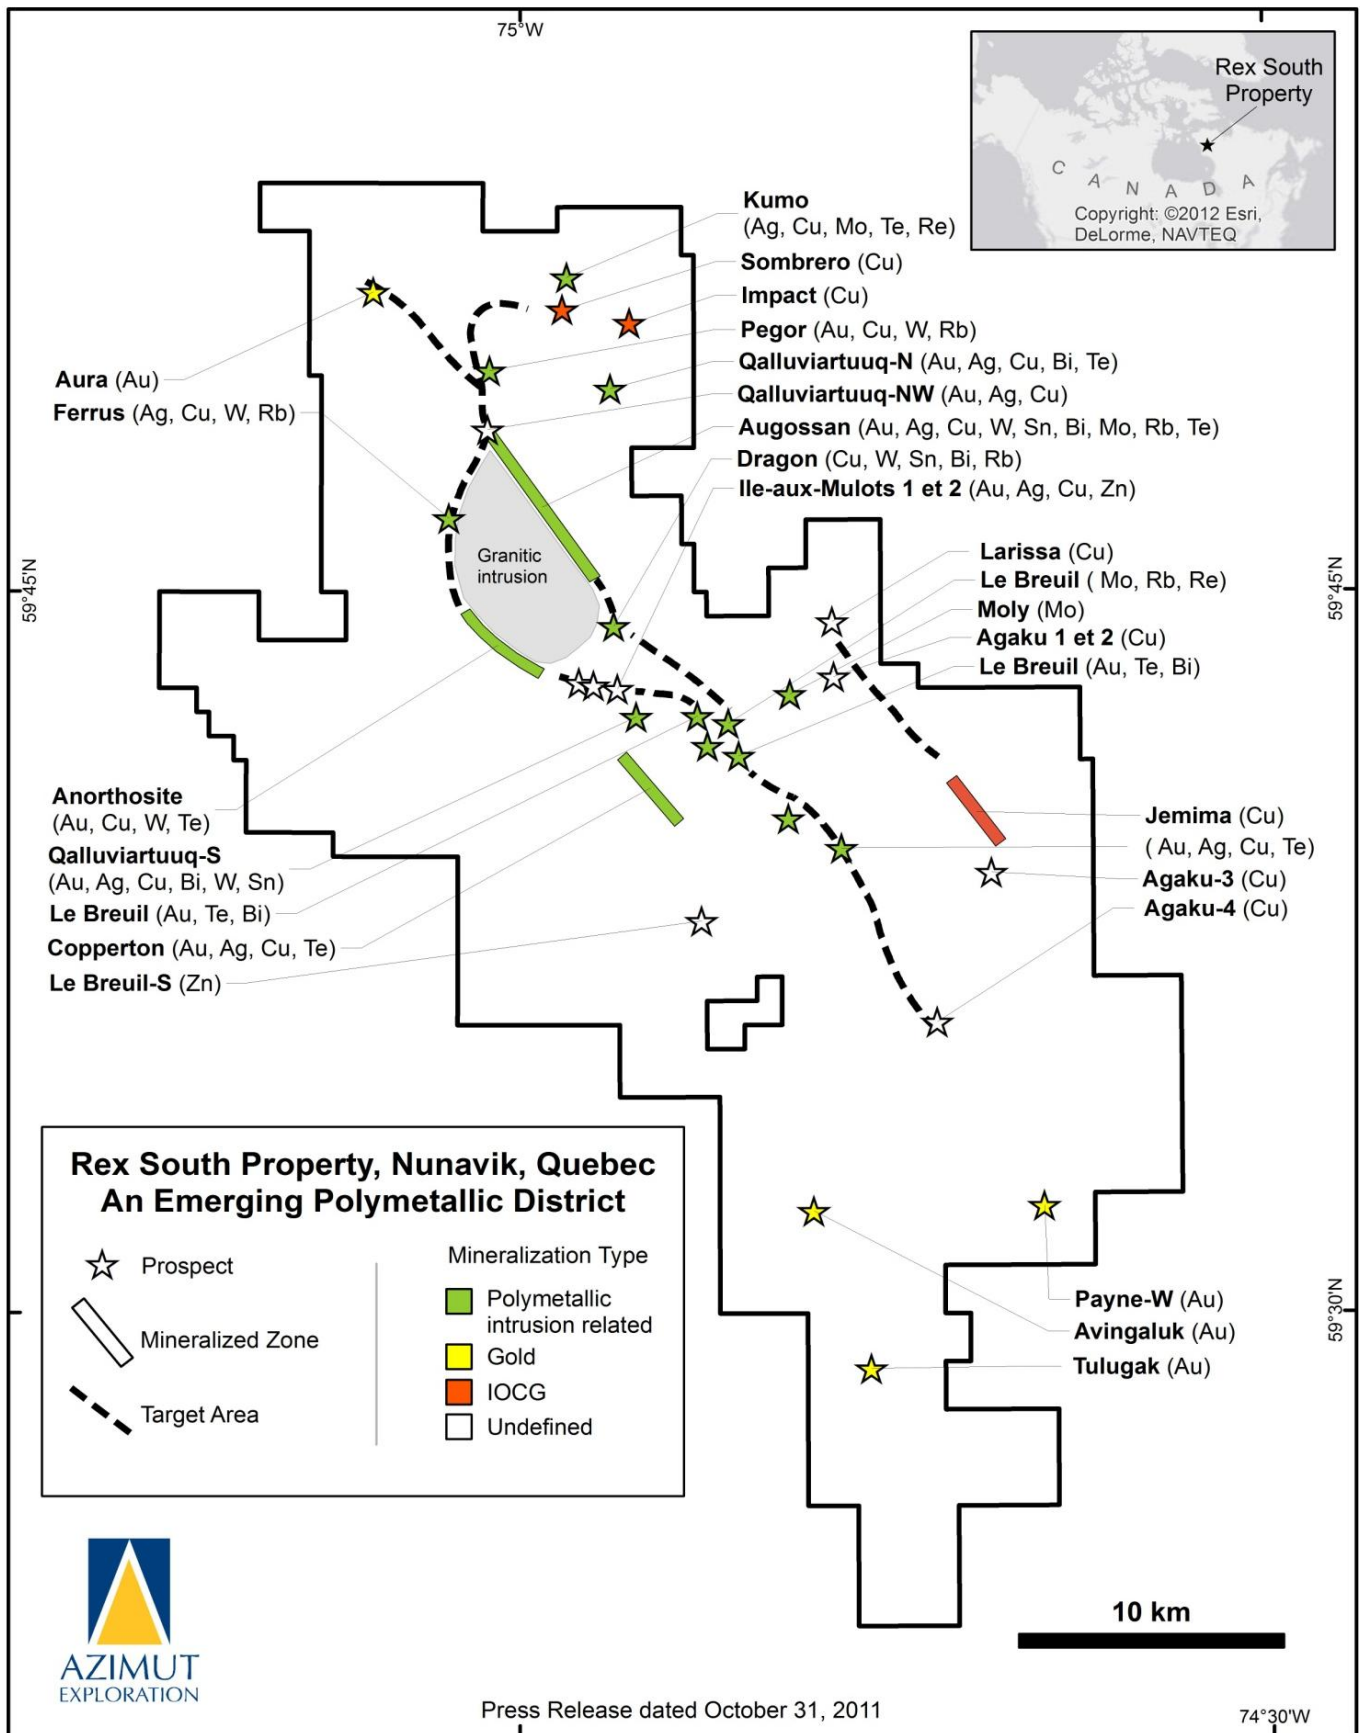 75°W
Rex South
Property
C A N A D A
Copyright: ©2012 Esri,
DeLorme, NAVTEQ
Kumo
(Ag, Cu, Mo, Te, Re)
Sombrero (Cu)
Impact (Cu)
Pegor (Au, Cu, W, Rb)
Qalluviartuuq-N (Au, Ag, Cu, Bi, Te)
Qalluviartuuq-NW (Au, Ag, Cu)
Augossan (Au, Ag, Cu, W, Sn, Bi, Mo, Rb, Te)
Dragon (Cu, W, Sn, Bi, Rb)
Ile-aux-Mulots 1 et 2 (Au, Ag, Cu, Zn)
Aura (Au)
Ferrus (Ag, Cu, W, Rb)
Granitic
intrusion
59°45'N
59°45'N
Larissa (Cu)
Le Breuil ( Mo, Rb, Re)
Moly (Mo)
Agaku 1 et 2 (Cu)
Le Breuil (Au, Te, Bi)
Anorthosite
(Au, Cu, W, Te)
Qalluviartuuq-S
(Au, Ag, Cu, Bi, W, Sn)
Le Breuil (Au, Te, Bi)
Copperton (Au, Ag, Cu, Te)
Le Breuil-S (Zn)
Jemima (Cu)
( Au, Ag, Cu, Te)
Agaku-3 (Cu)
Agaku-4 (Cu)
Rex South Property, Nunavik, Quebec
An Emerging Polymetallic District
Prospect
Mineralized Zone
Target Area
Mineralization Type
Polymetallic
intrusion related
Gold
IOCG
Undefined
Payne-W (Au)
Avingaluk (Au)
Tulugak (Au)
59°30'N
10 km
AZIMUT
EXPLORATION
Press Release dated October 31, 2011
74°30'W